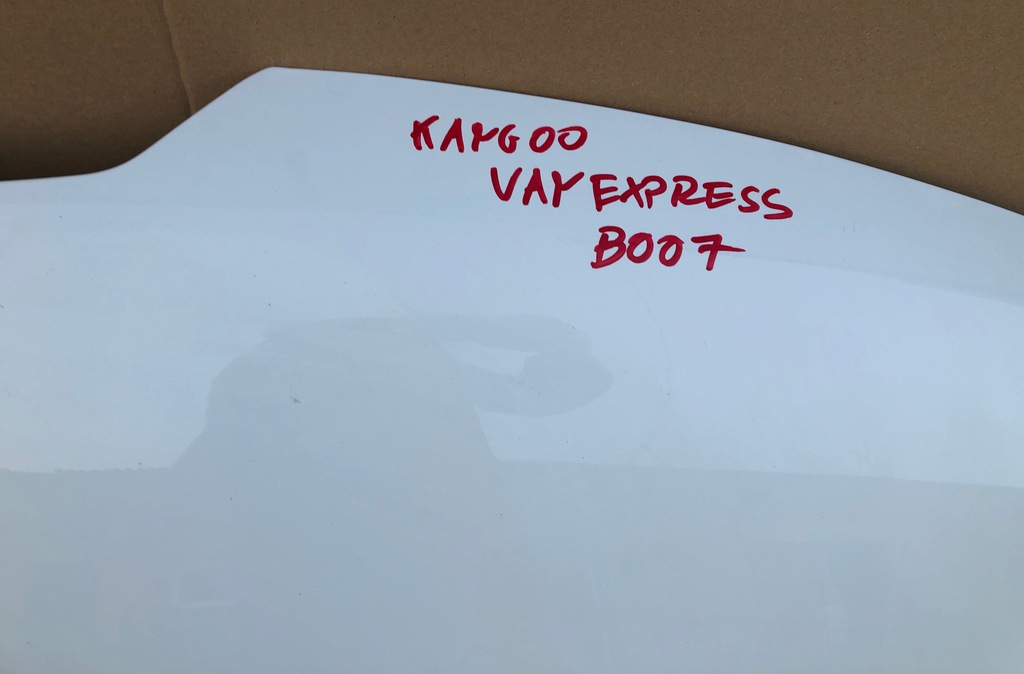 KANGOO
VAN EXPRESS
B007